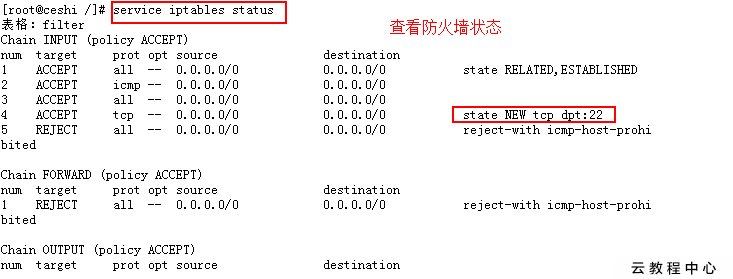 [root@ceshi /]# service iptables status
表格：filter
查看防火墙状态
Chain INPUT (policy ACCEPT)
num target prot opt source destination
1 ACCEPT all -- 0.0.0.0/0 0.0.0.0/0 state RELATED,ESTABLISHED
2 ACCEPT icmp -- 0.0.0.0/0 0.0.0.0/0
3 ACCEPT all -- 0.0.0.0/0 0.0.0.0/0
4 ACCEPT tcp -- 0.0.0.0/0 0.0.0.0/0 state NEW tcp dpt:22
5 REJECT all -- 0.0.0.0/0 0.0.0.0/0 reject-with icmp-host-prohi
bited
Chain FORWARD (policy ACCEPT)
num target prot opt source destination
1 REJECT all -- 0.0.0.0/0 0.0.0.0/0 reject-with icmp-host-prohi
bited
Chain OUTPUT (policy ACCEPT)
num target prot opt source destination
云教程中心